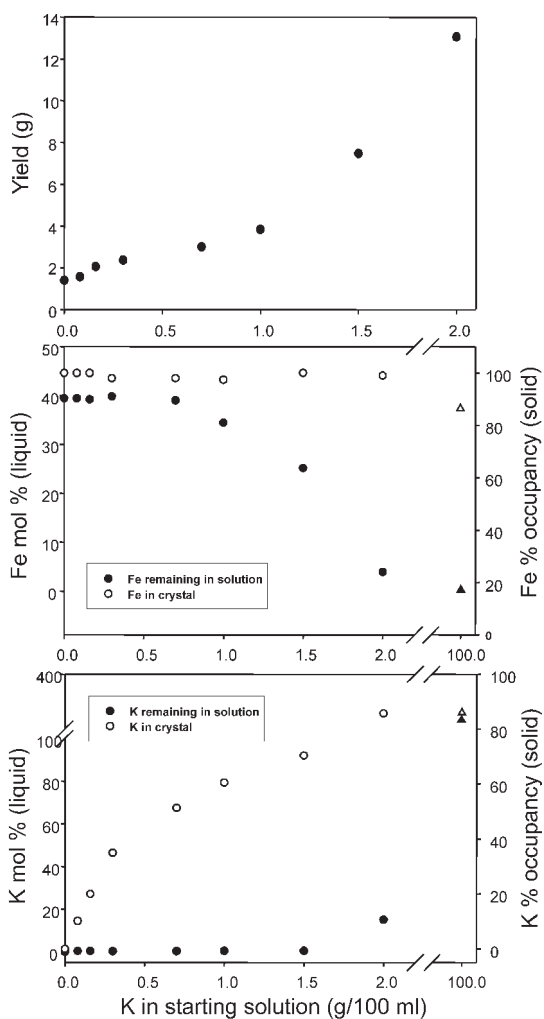 14
12
10
8
6
4
2
0
Yield (g)
0.0 0.5 1.0 1.5 2.0
50
40
30
20
10
0
Fe mol % (liquid)
100
80
60
40
20
0
Fe % occupancy (solid)
Fe remaining in solution
Fe in crystal
0.0 0.5 1.0 1.5 2.0 100.0
400
100
80
60
40
20
0
K mol % (liquid)
100
80
60
40
20
0
K % occupancy (solid)
K remaining in solution
K in crystal
0.0 0.5 1.0 1.5 2.0 100.0
K in starting solution (g/100 ml)